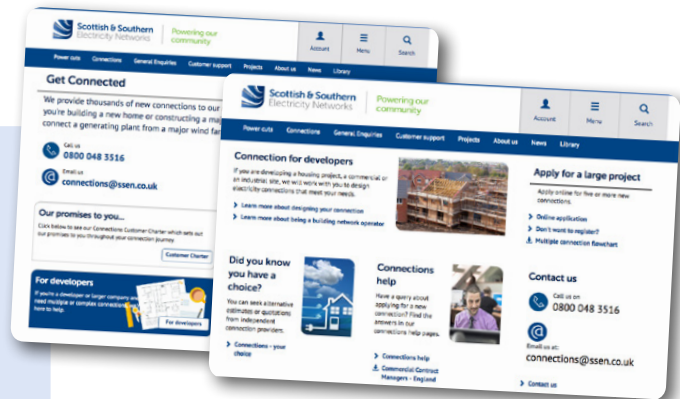 Scottish & Southern
Electricity Networks
Powering our
community
Account
Menu
Search
Power cuts Connections General Enquiries Customer support Projects About us News Library
Get Connected
We provide thousands of new connections to our
you're building a new home or constructing a maj
connect a generating plant from a major wind far
Call us
0800 048 3516
Email us
connections@ssen.co.uk
Our promises to you...
Click below to see our Connections Customer Charter which sets out
our promises to you throughout your connection journey
Customer Charter
For developers
If you're a developer or larger company and
need multiple or complex connections
here to help.
For developers
Scottish & Southern
Electricity Networks
Powering our
community
Account
Menu
Search
Power cuts Connections General Enquiries Customer support Projects About us News Library
Connection for developers
If you are developing a housing project, a commercial or
an industrial site, we will work with you to design
electricity connections that meet your needs.
Learn more about designing your connection
Learn more about being a building network operator
Apply for a large project
Apply online for five or more new
connections
Online application
Don't want to register?
Multiple connection flowchart
Did you know
you have a
choice?
You can seek alternative
estimates or quotations
from independent
connection providers.
Connections - your
choice
Connections
help
Have a query about
applying for a new
connection? Find the
answers in our
connections help pages.
Connections help
Commercial Contract
Managers - England
Contact us
Call us on
0800 048 3516
Email us at:
connections@ssen.co.uk
Contact us